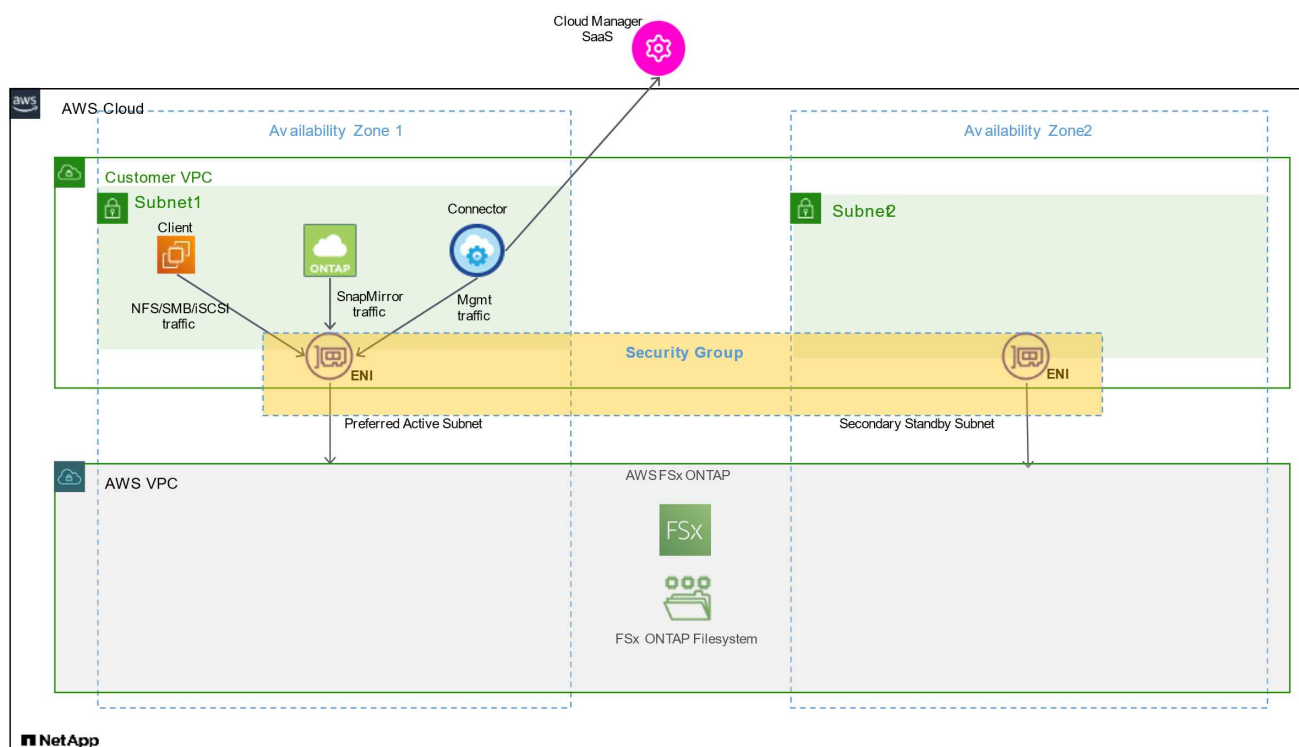 Cloud Manager
SaaS
aws
AWS Cloud
Availability Zone 1
Availability Zone2
Customer VPC
Subnet1
Subnet2
Client
Connector
ONTAP
NFS/SMB/iSCSI
traffic
SnapMirror
traffic
Mgmt
traffic
Security Group
ENI
ENI
Preferred Active Subnet
Secondary Standby Subnet
AWS VPC
AWS FSx ONTAP
FSx
FSx ONTAP Filesystem
NetApp